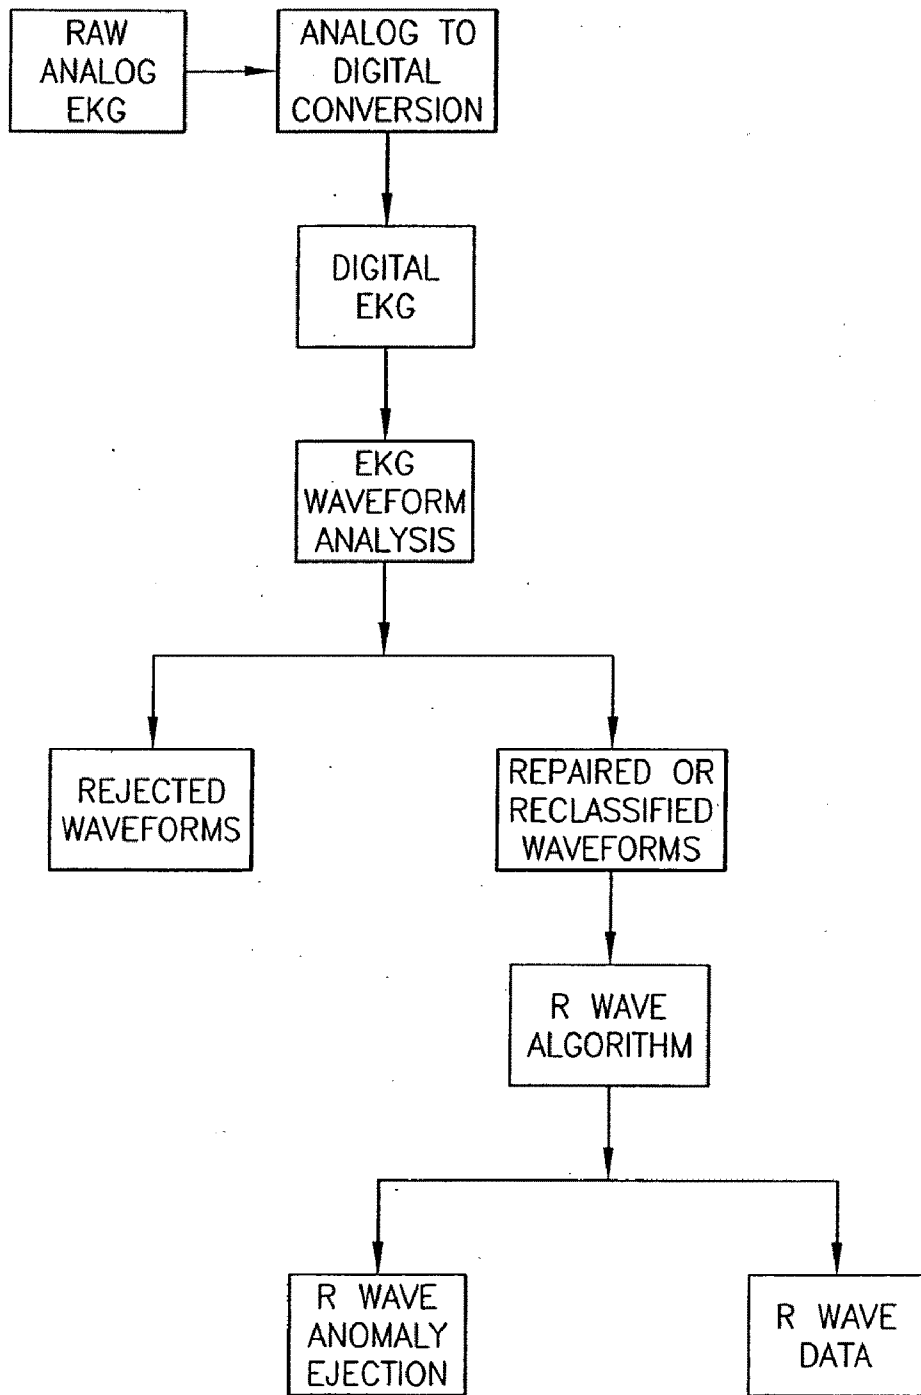 RAW
ANALOG
EKG
ANALOG TO
DIGITAL
CONVERSION
DIGITAL
EKG
EKG
WAVEFORM
ANALYSIS
REJECTED
WAVEFORMS
REPAIRED OR
RECLASSIFIED
WAVEFORMS
R WAVE
ALGORITHM
R WAVE
ANOMALY
EJECTION
R WAVE
DATA